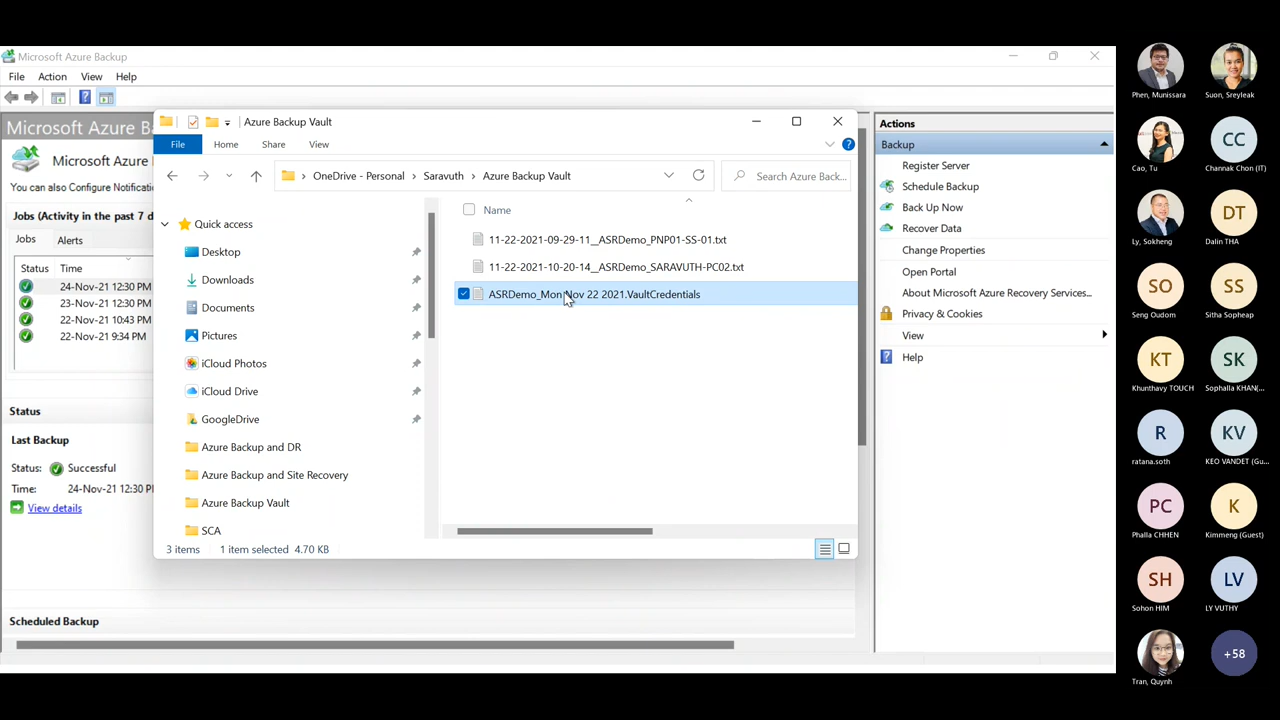 Microsoft Azure Backup
File Action View Help
Microsoft Azure Ba
Microsoft Azure
You can also Configure Notificatio
Jobs (Activity in the past 7 d
Jobs Alerts
Status Time
24-Nov-21 12:30 PM
23-Nov-21 12:30 PM
22-Nov-21 10:43 PM
22-Nov-21 9:34 PM
Status
Last Backup
Status: Successful
Time: 24-Nov-21 12:30 P
View details
Scheduled Backup
Azure Backup Vault
File Home Share View
OneDrive - Personal > Saravuth > Azure Backup Vault
Search Azure Back...
Quick access
Desktop
Downloads
Documents
Pictures
iCloud Photos
iCloud Drive
GoogleDrive
Azure Backup and DR
Azure Backup and Site Recovery
Azure Backup Vault
SCA
Name
11-22-2021-09-29-11__ASRDemo_PNP01-SS-01.txt
11-22-2021-10-20-14__ASRDemo_SARAVUTH-PC02.txt
ASRDemo_Mon Nov 22 2021.VaultCredentials
3 items 1 item selected 4.70 KB
Actions
Backup
Register Server
Schedule Backup
Back Up Now
Recover Data
Change Properties
Open Portal
About Microsoft Azure Recovery Services...
Privacy & Cookies
View
Help
Phen, Munissara
Suon, Sreyleak
Cao, Tu
CC
Channak Chon (IT)
Ly, Sokheng
DT
Dalin THA
SO
Seng Oudom
SS
Sitha Sopheap
KT
Khunthavy TOUCH
SK
Sophalla KHAN(...
R
ratana.soth
KV
KEO VANDET (Gu...
PC
Phalla CHHEN
K
Kimmeng (Guest)
SH
Sohon HIM
LV
LY VUTHY
Tran, Quynh
+58